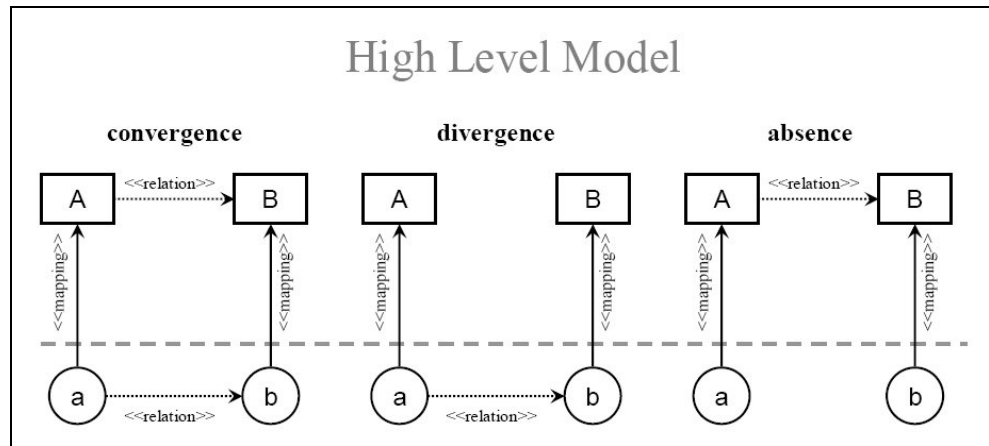 High Level Model
convergence
divergence
absence
<<relation>>
<<relation>>
A
B
A
B
A
B
<<mapping>>
<<mapping>>
<<mapping>>
<<mapping>>
<<mapping>>
<<mapping>>
a
b
a
b
a
b
<<relation>>
<<relation>>